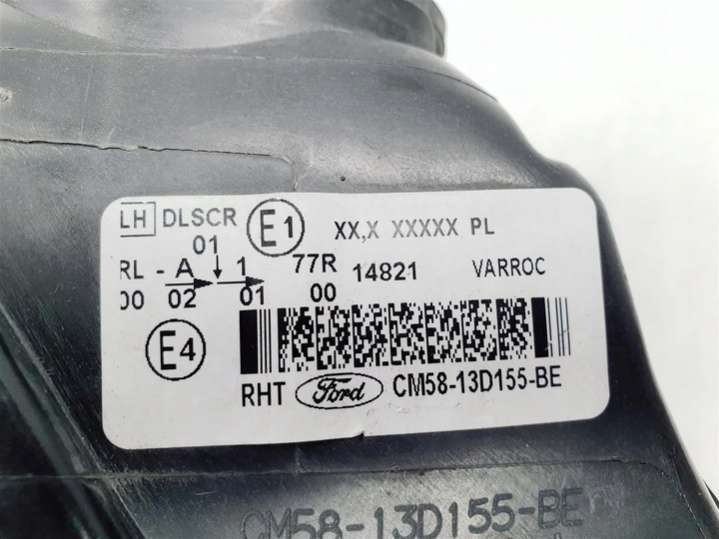 LH DLSCR E1 XX,X XXXXX PL
01
RL - A 1 77R 14821 VARROC
00 02 01 00
E4
RHT Ford CM58-13D155-BE
CM58-13D155-BE